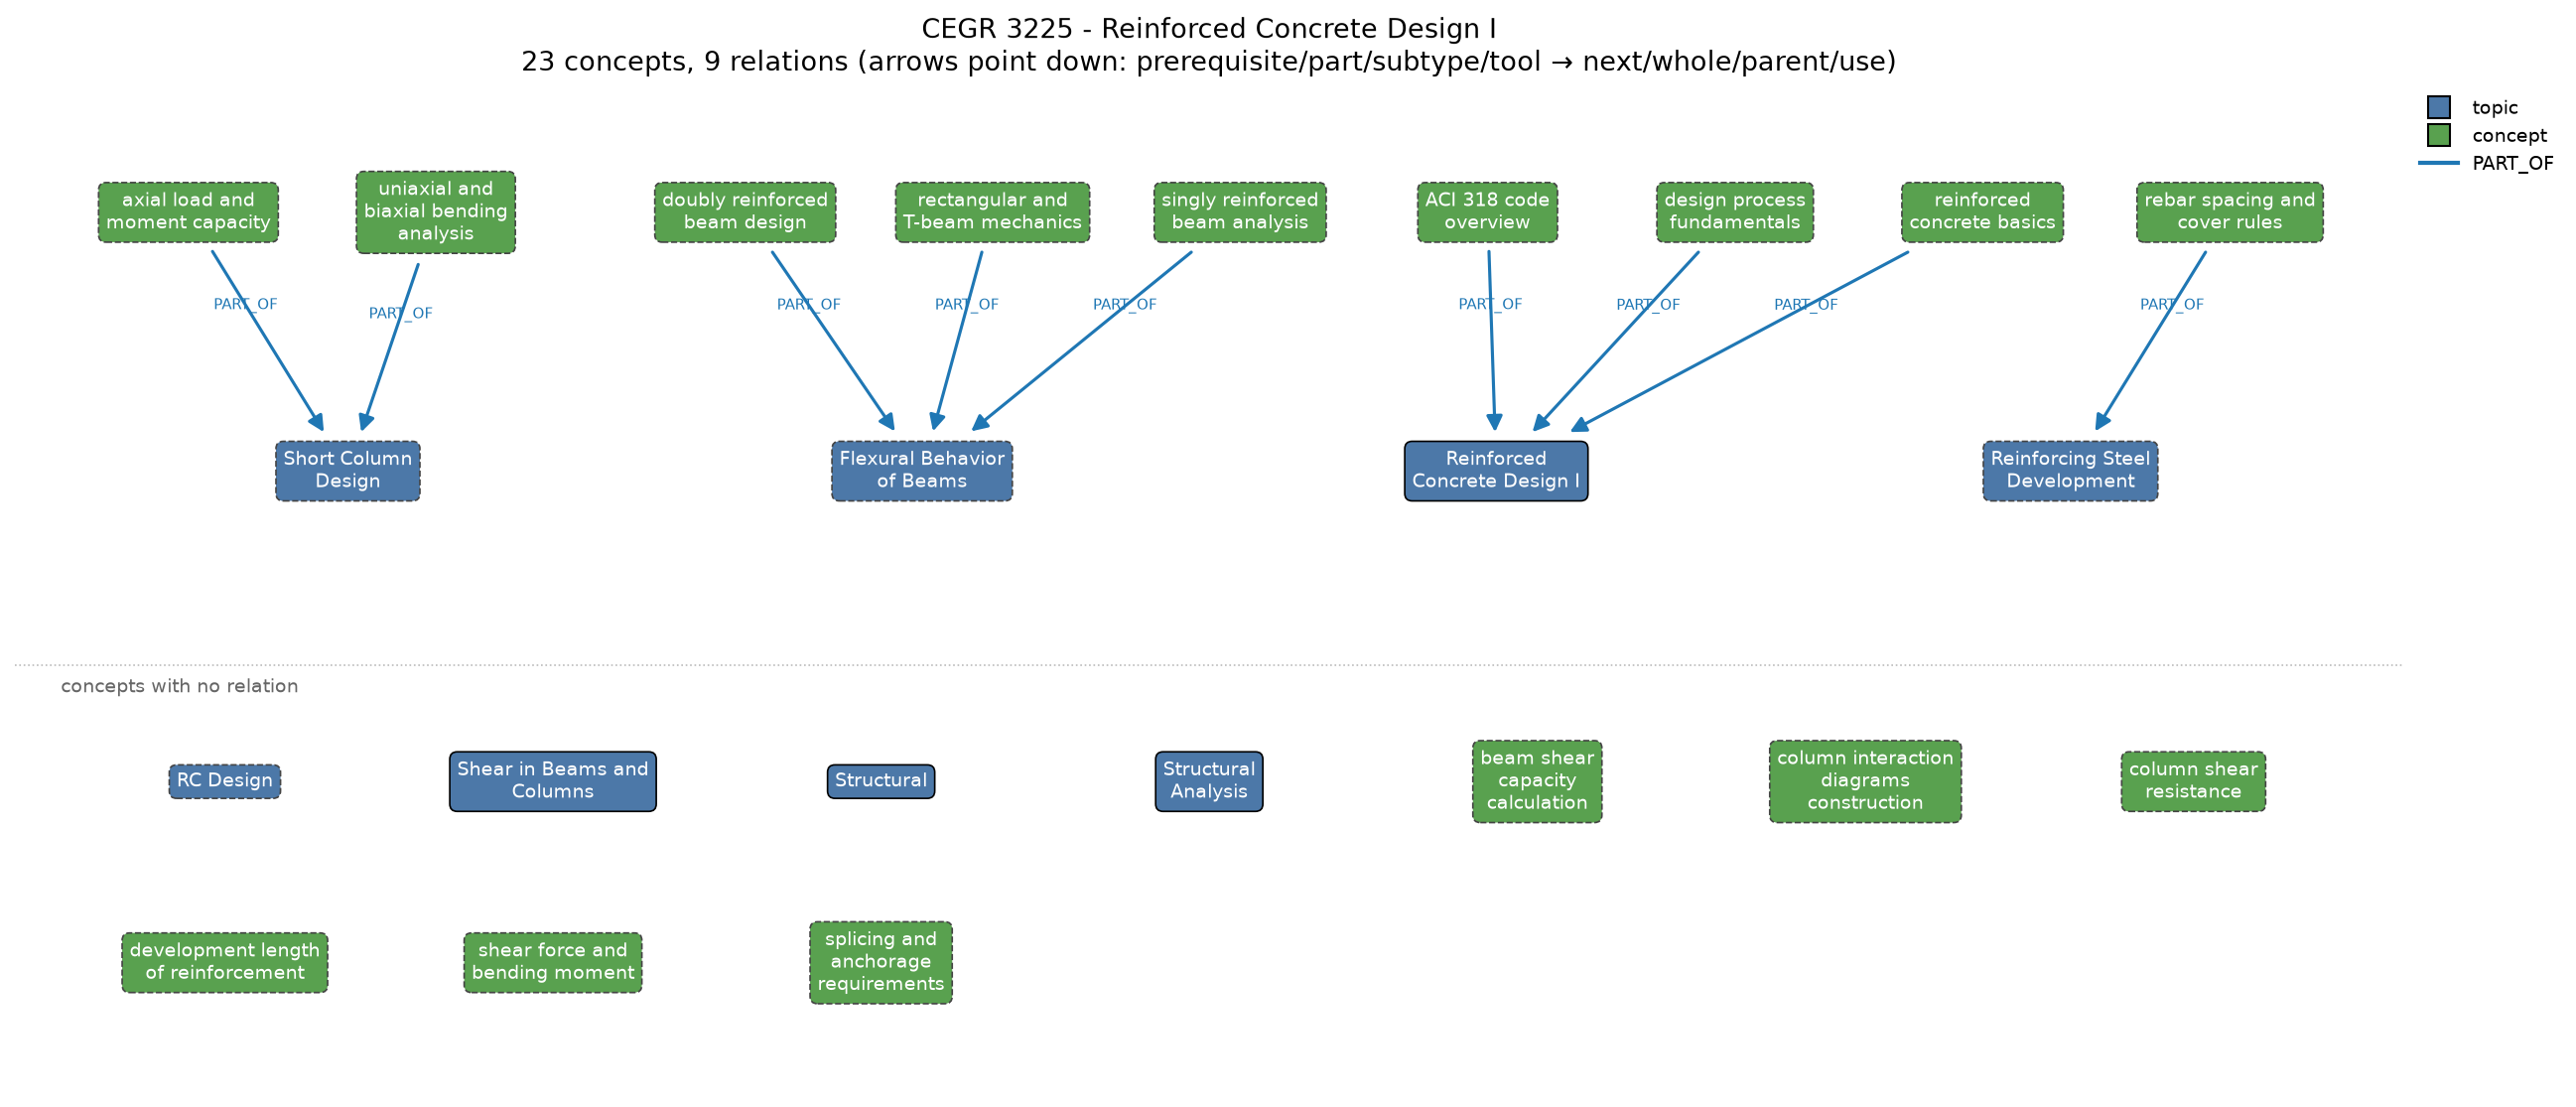 CEGR 3225 - Reinforced Concrete Design I
23 concepts, 9 relations (arrows point down: prerequisite/part/subtype/tool → next/whole/parent/use)
topic
concept
PART_OF
axial load and
moment capacity
uniaxial and
biaxial bending
analysis
doubly reinforced
beam design
rectangular and
T-beam mechanics
singly reinforced
beam analysis
ACI 318 code
overview
design process
fundamentals
reinforced
concrete basics
rebar spacing and
cover rules
PART_OF
PART_OF
PART_OF
PART_OF
PART_OF
PART_OF
PART_OF
PART_OF
PART_OF
Short Column
Design
Flexural Behavior
of Beams
Reinforced
Concrete Design I
Reinforcing Steel
Development
concepts with no relation
RC Design
Shear in Beams and
Columns
Structural
Structural
Analysis
beam shear
capacity
calculation
column interaction
diagrams
construction
column shear
resistance
development length
of reinforcement
shear force and
bending moment
splicing and
anchorage
requirements